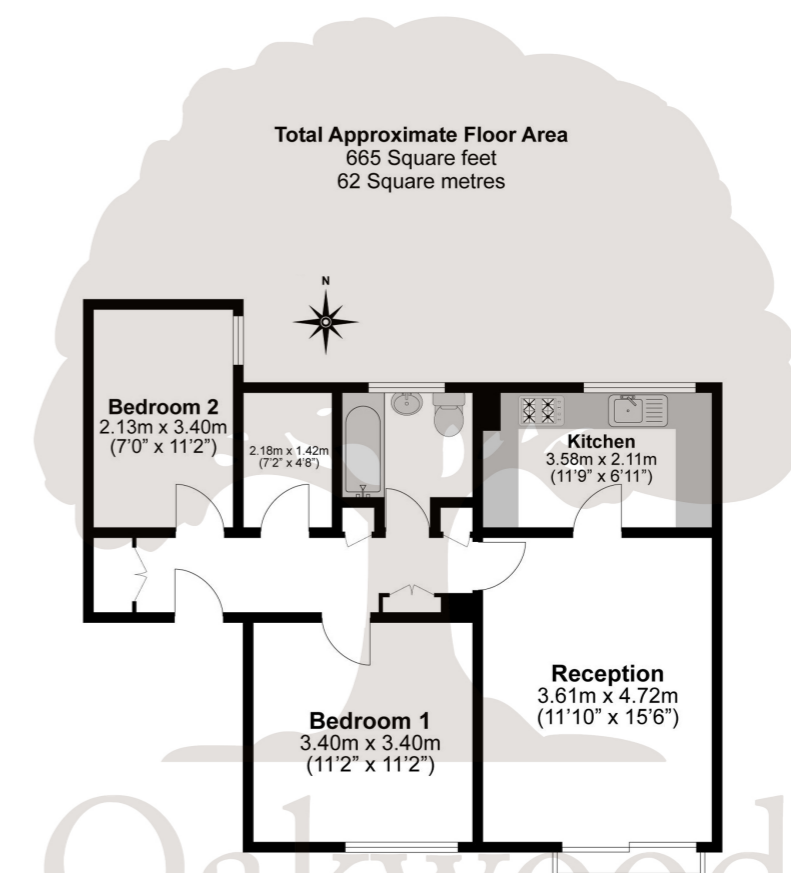 Total Approximate Floor Area
665 Square feet
62 Square metres
N
Bedroom 2
2.13m x 3.40m
(7'0” x 11'2”)
2.18m x 1.42m
(7'2” x 4'8”)
Kitchen
3.58m x 2.11m
(11'9” x 6'11”)
Reception
3.61m x 4.72m
(11'10” x 15'6”)
Bedroom 1
3.40m x 3.40m
(11'2” x 11'2”)
Oakwood